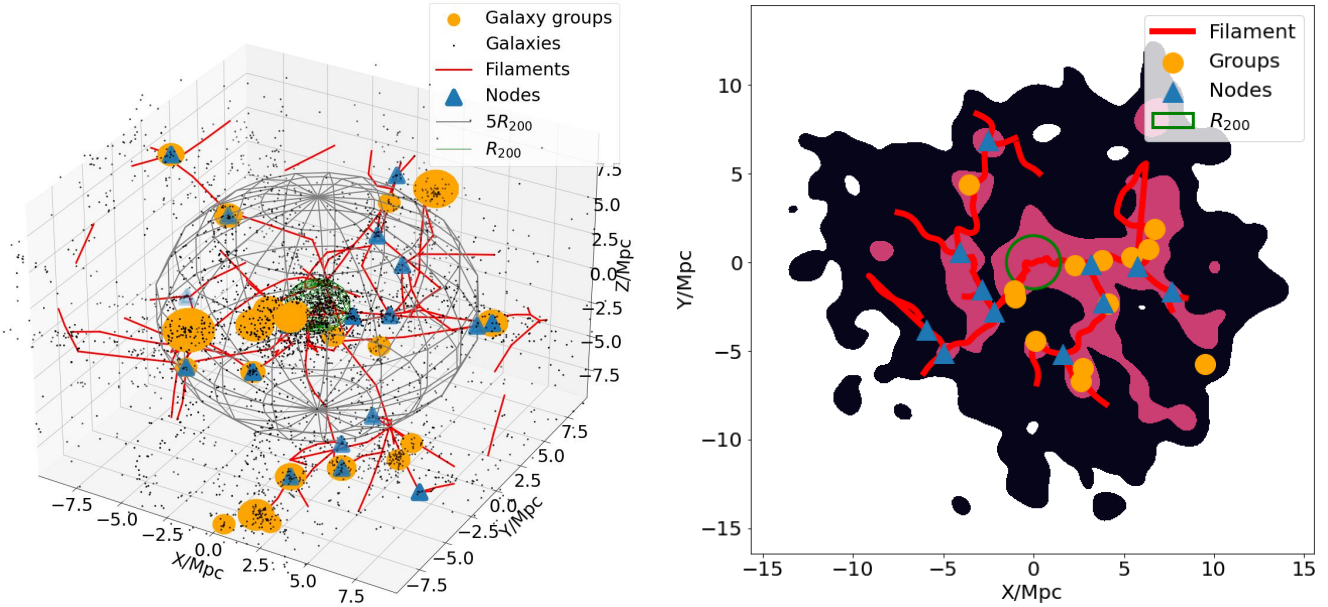 Galaxy groups
Galaxies
Filaments
Nodes
5R200
R200
7.5
5.0
2.5
0.0
−2.5
−5.0
−7.5
Z/Mpc
7.5
5.0
2.5
0.0
−2.5
−5.0
−7.5
Y/Mpc
−7.5
−5.0
−2.5
0.0
2.5
5.0
7.5
X/Mpc
Filament
Groups
Nodes
R200
10
5
0
−5
−10
−15
Y/Mpc
−15
−10
−5
0
5
10
15
X/Mpc